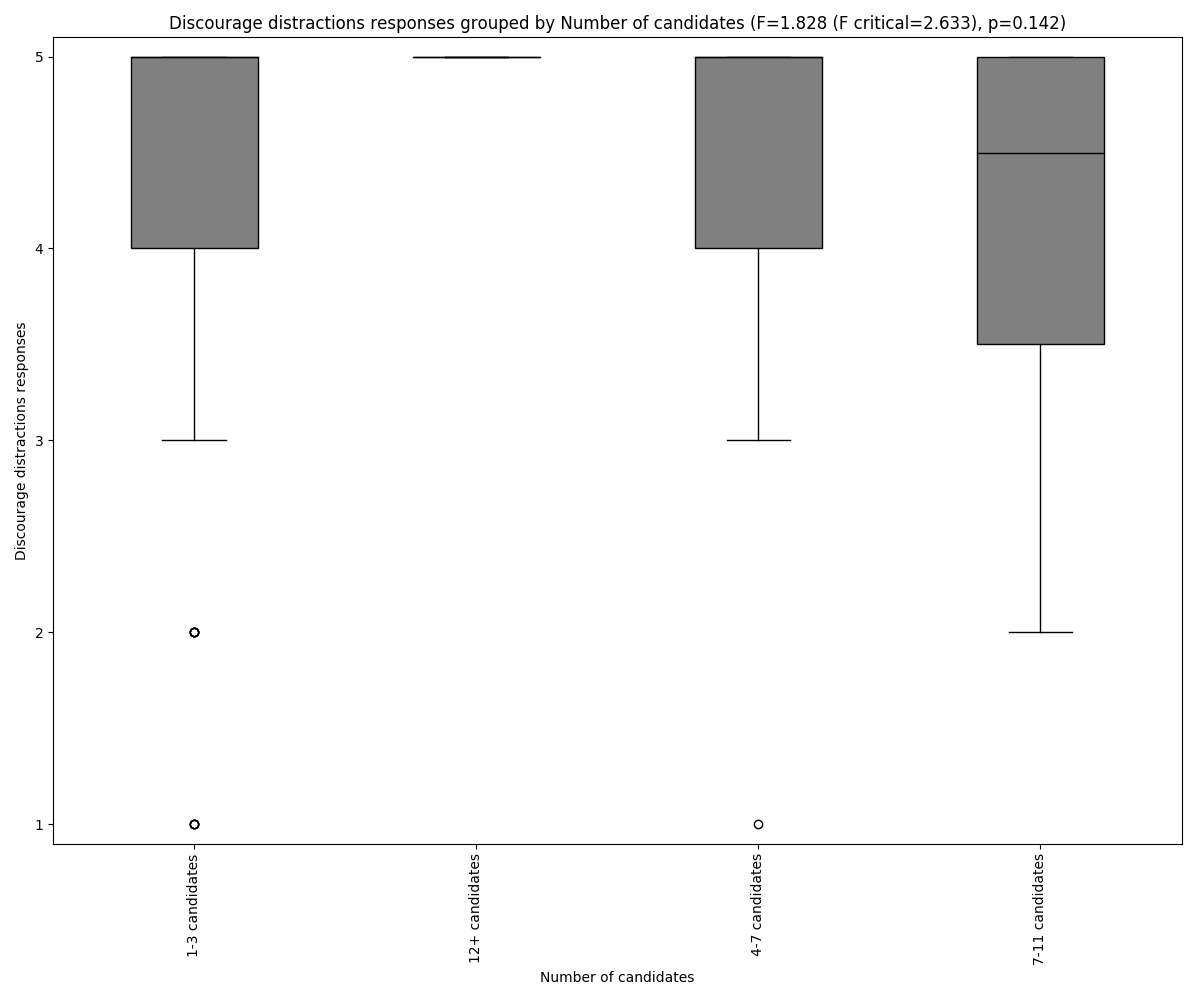 Discourage distractions responses grouped by Number of candidates (F=1.828 (F critical=2.633), p=0.142)
Discourage distractions responses
5
4
3
2
1
1-3 candidates
12+ candidates
4-7 candidates
7-11 candidates
Number of candidates